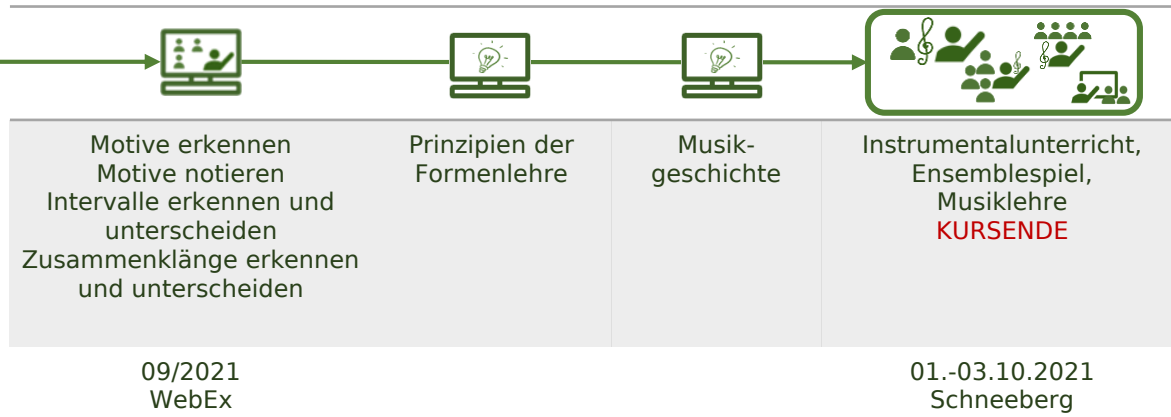 Motive erkennen
Motive notieren
Intervalle erkennen und
unterscheiden
Zusammenklänge erkennen
und unterscheiden
Prinzipien der
Formenlehre
Musik-
geschichte
Instrumentalunterricht,
Ensemblespiel,
Musiklehre
KURSENDE
09/2021
WebEx
01.-03.10.2021
Schneeberg